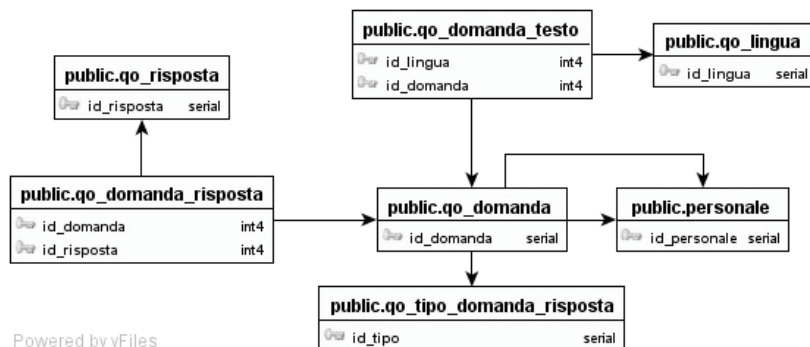 public.qo_domanda_testo
id_lingua int4
id_domanda int4
public.qo_lingua
id_lingua serial
public.qo_risposta
id_risposta serial
public.qo_domanda_risposta
id_domanda int4
id_risposta int4
public.qo_domanda
id_domanda serial
public.personale
id_personale serial
public.qo_tipo_domanda_risposta
id_tipo serial
Powered by yFiles